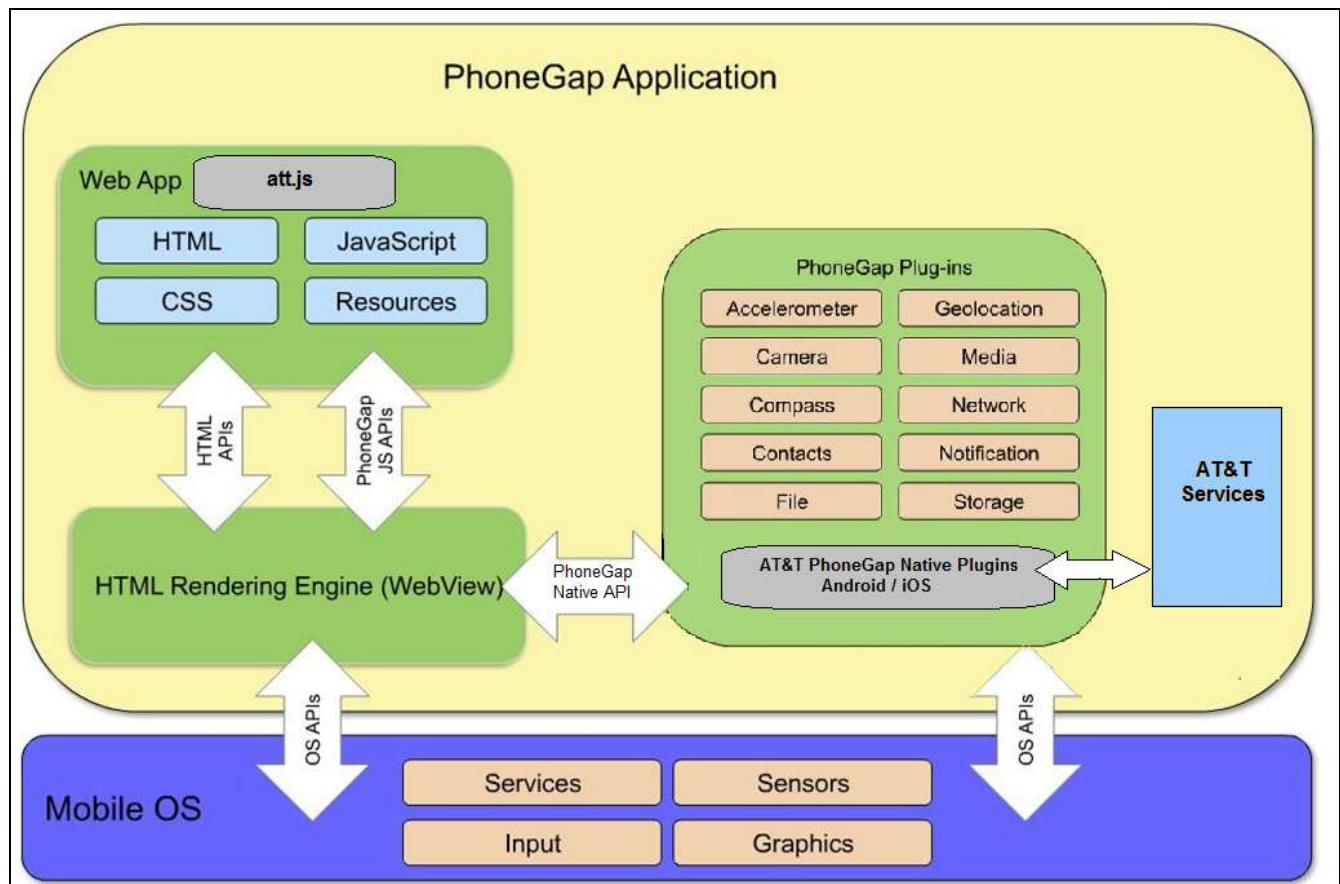 PhoneGap Application
Web App
att.js
HTML
JavaScript
CSS
Resources
HTML
APIs
PhoneGap
JS APIs
HTML Rendering Engine (WebView)
PhoneGap
Native API
PhoneGap Plug-ins
Accelerometer
Geolocation
Camera
Media
Compass
Network
Contacts
Notification
File
Storage
AT&T PhoneGap Native Plugins
Android / iOS
AT&T
Services
OS APIs
OS APIs
Mobile OS
Services
Sensors
Input
Graphics